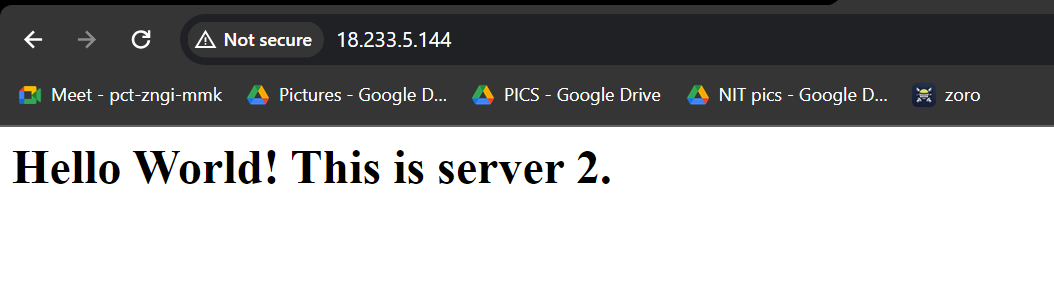 Not secure 18.233.5.144
Meet - pct-zngi-mmk Pictures - Google D... PICS - Google Drive NIT pics - Google D... zoro
Hello World! This is server 2.